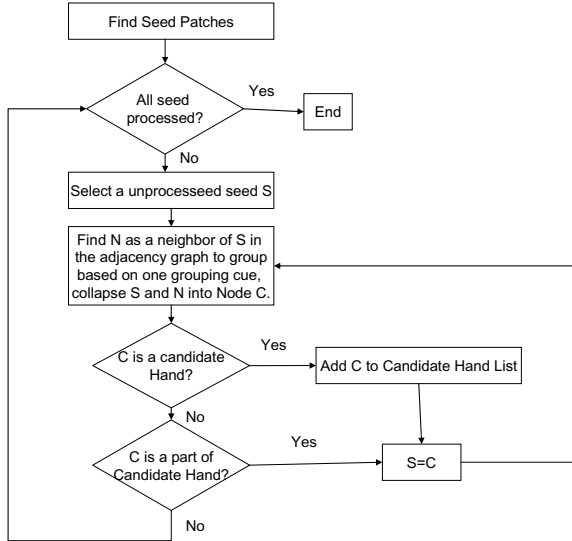 Find Seed Patches
All seed
processed?
Yes
End
No
Select a unprocesseed seed S
Find N as a neighbor of S in
the adjacency graph to group
based on one grouping cue,
collapse S and N into Node C.
C is a candidate
Hand?
Yes
Add C to Candidate Hand List
No
C is a part of
Candidate Hand?
Yes
S=C
No